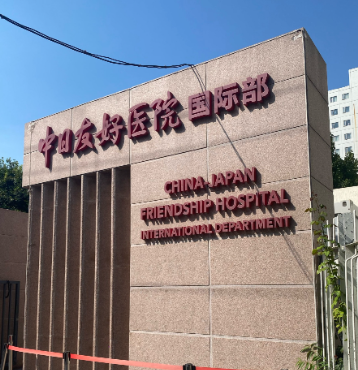 中日友好医院 国际部
CHINA-JAPAN
FRIENDSHIP HOSPITAL
INTERNATIONAL DEPARTMENT